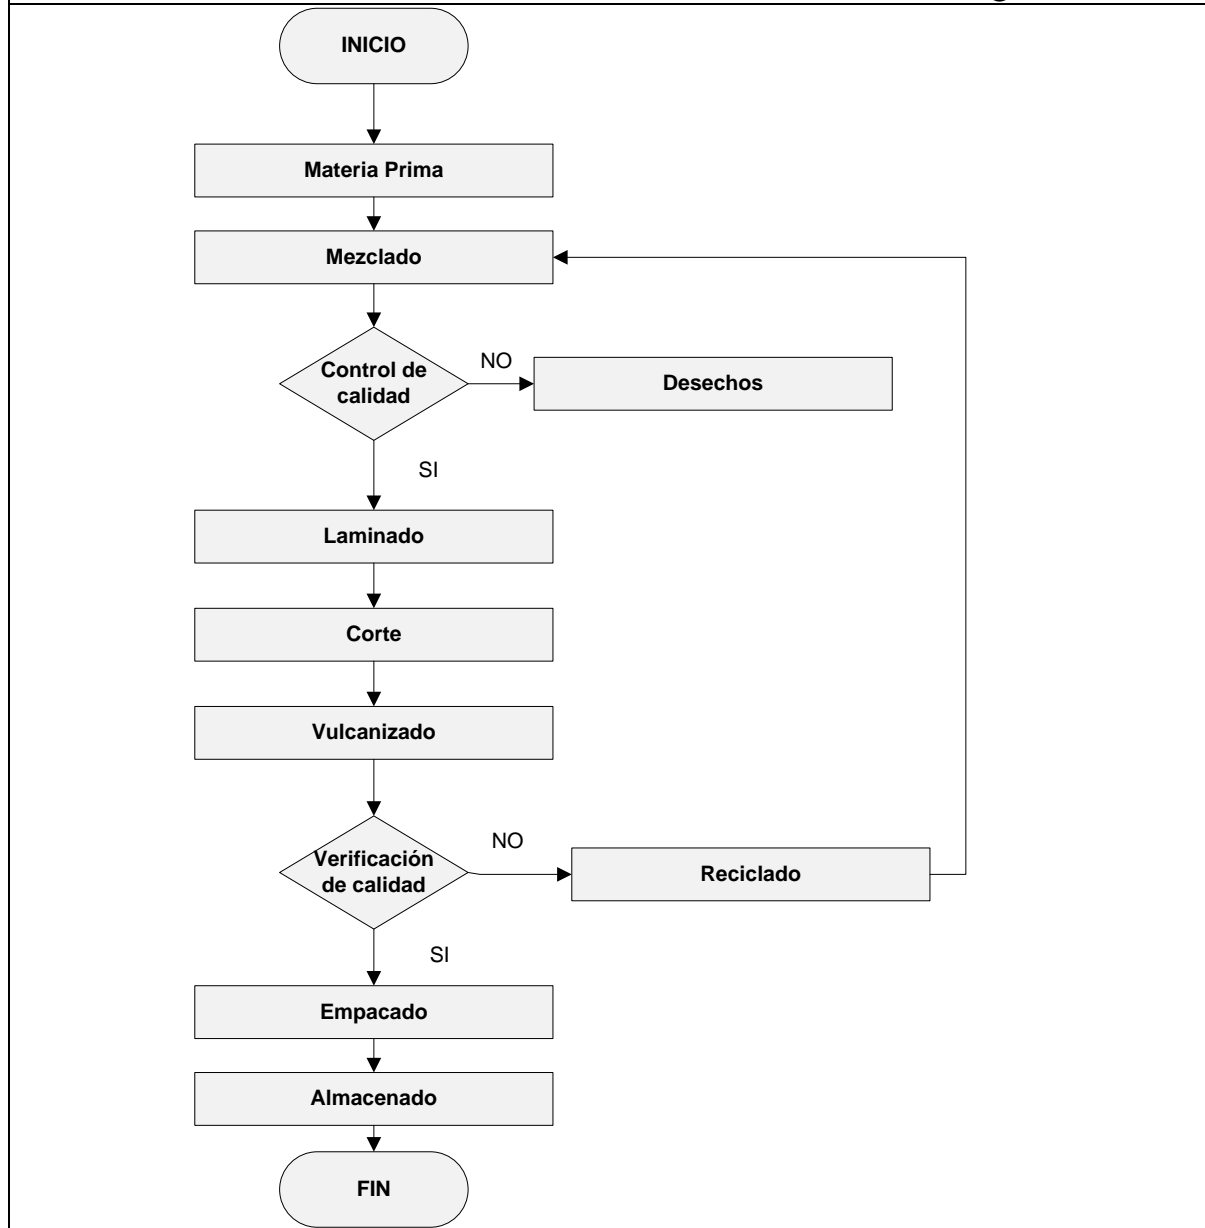 INICIO
Materia Prima
Mezclado
Control de
calidad
NO
Desechos
SI
Laminado
Corte
Vulcanizado
Verificación
de calidad
NO
Reciclado
SI
Empacado
Almacenado
FIN